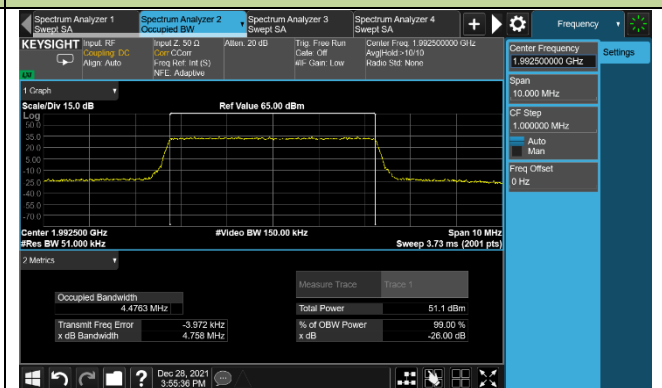 Spectrum Analyzer 1
Swept SA
Spectrum Analyzer 2
Occupied BW
Spectrum Analyzer 3
Swept SA
Spectrum Analyzer 4
Swept SA
Frequency
KEYSIGHT
Input: RF
Coupling: DC
Align: Auto
Input Z: 50 Ω
Corr CCorr
Freq Ref: Int (S)
NFE: Adaptive
Atten: 20 dB
Trig: Free Run
Gate: Off
#IF Gain: Low
Center Freq: 1.992500000 GHz
Avg|Hold:>10/10
Radio Std: None
1 Graph
Scale/Div 15.0 dB
Ref Value 65.00 dBm
Log
50.0
35.0
20.0
5.00
-10.0
-25.0
-40.0
-55.0
-70.0
Center 1.992500 GHz
#Res BW 51.000 kHz
#Video BW 150.00 kHz
Span 10 MHz
Sweep 3.73 ms (2001 pts)
2 Metrics
Measure Trace
Trace 1
Occupied Bandwidth
4.4763 MHz
Total Power
51.1 dBm
Transmit Freq Error
-3.972 kHz
% of OBW Power
99.00 %
x dB Bandwidth
4.758 MHz
x dB
-26.00 dB
Center Frequency
1.992500000 GHz
Settings
Span
10.000 MHz
CF Step
1.000000 MHz
Auto
Man
Freq Offset
0 Hz
?
Dec 28, 2021
3:55:36 PM